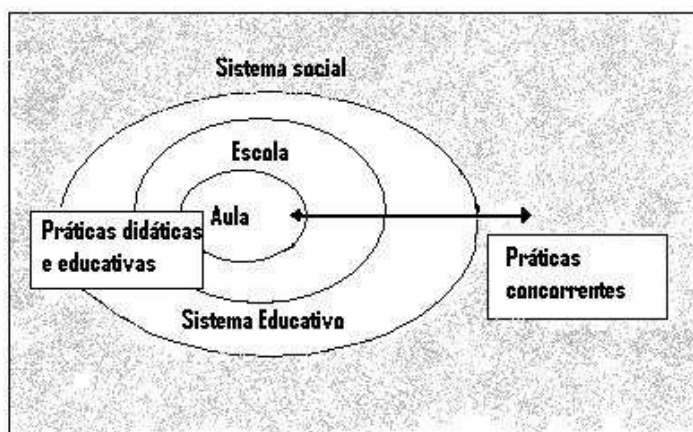 Sistema social
Escola
Aula
Práticas didáticas
e educativas
Práticas
concorrentes
Sistema Educativo